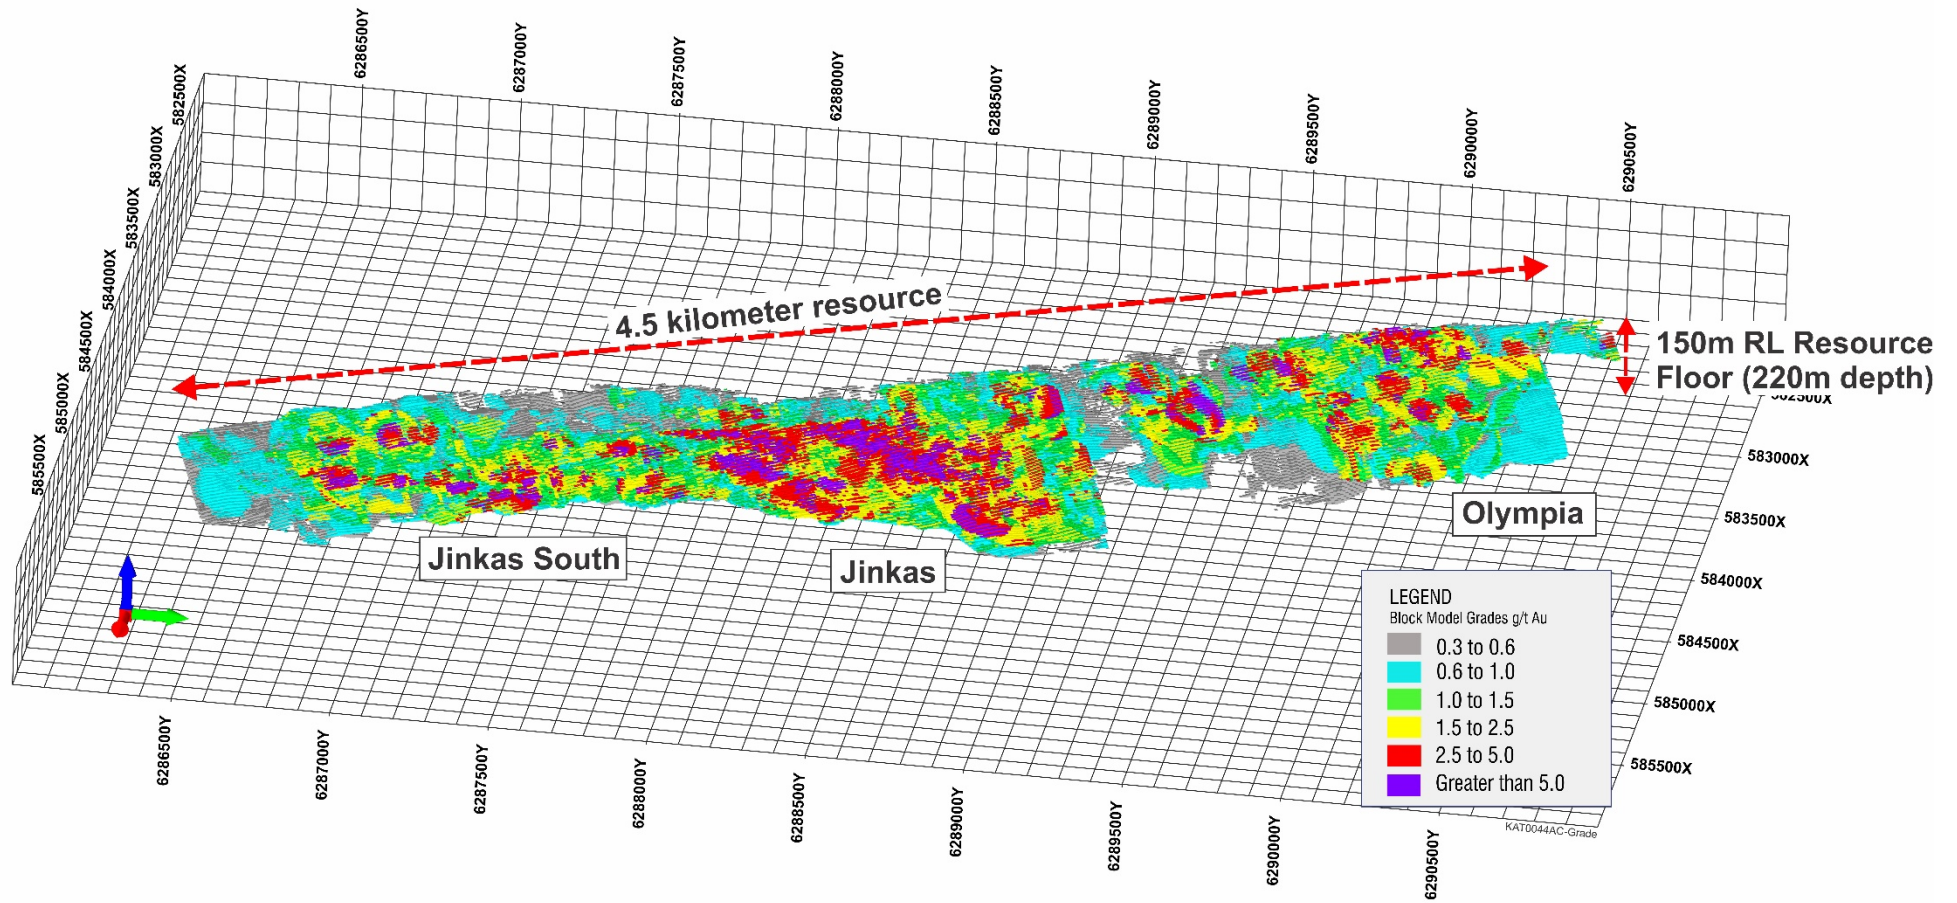 6286500Y
6287000Y
6287500Y
6288000Y
6288500Y
6289000Y
6289500Y
6290000Y
6290500Y
582500X
583000X
583500X
584000X
584500X
585000X
585500X
4.5 kilometer resource
150m RL Resource
Floor (220m depth)
582500X
583000X
583500X
584000X
584500X
585000X
585500X
Olympia
Jinkas South
Jinkas
LEGEND
Block Model Grades g/t Au
0.3 to 0.6
0.6 to 1.0
1.0 to 1.5
1.5 to 2.5
2.5 to 5.0
Greater than 5.0
KAT0044AC-Grade
6286500Y
6287000Y
6287500Y
6288000Y
6288500Y
6289000Y
6289500Y
6290000Y
6290500Y